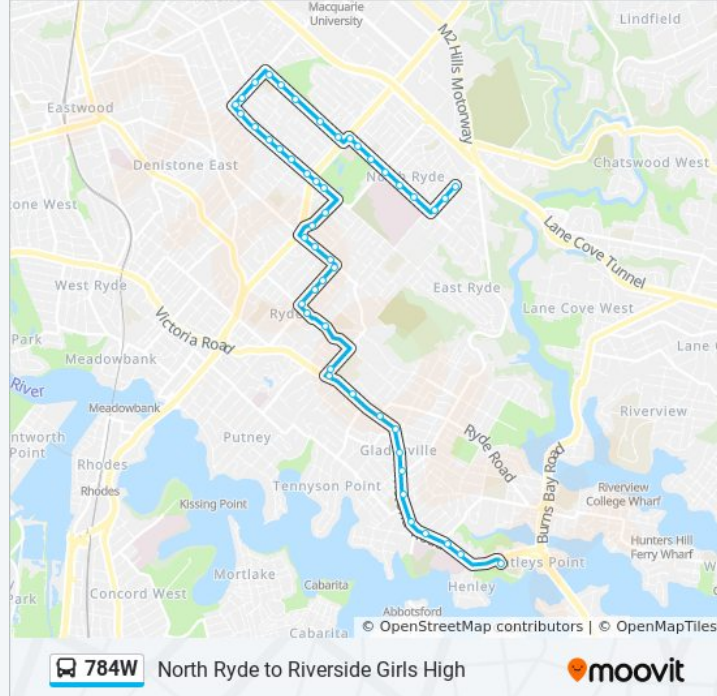 Macquarie
University
Lindfield
M2 Hills Motorway
Eastwood
Chatswood West
Denistone East
North Ryde
tone West
Lane Cove Tunnel
West Ryde
East Ryde
Lane Cove West
Ryde
Victoria Road
Park
Meadowbank
Lane C
River
Meadowbank
Riverview
ntworth
Point
Putney
Gladesville
Ryde Road
Rhodes
Tennyson Point
Burns Bay Road
Rhodes
Kissing Point
Riverview
College Wharf
Hunters Hill
Ferry Wharf
tleys Point
Mortlake
Henley
Park
Concord West
Cabarita
Abbotsford
Cabarita
© OpenStreetMap contributors | © OpenMapTiles
784W North Ryde to Riverside Girls High
moovit